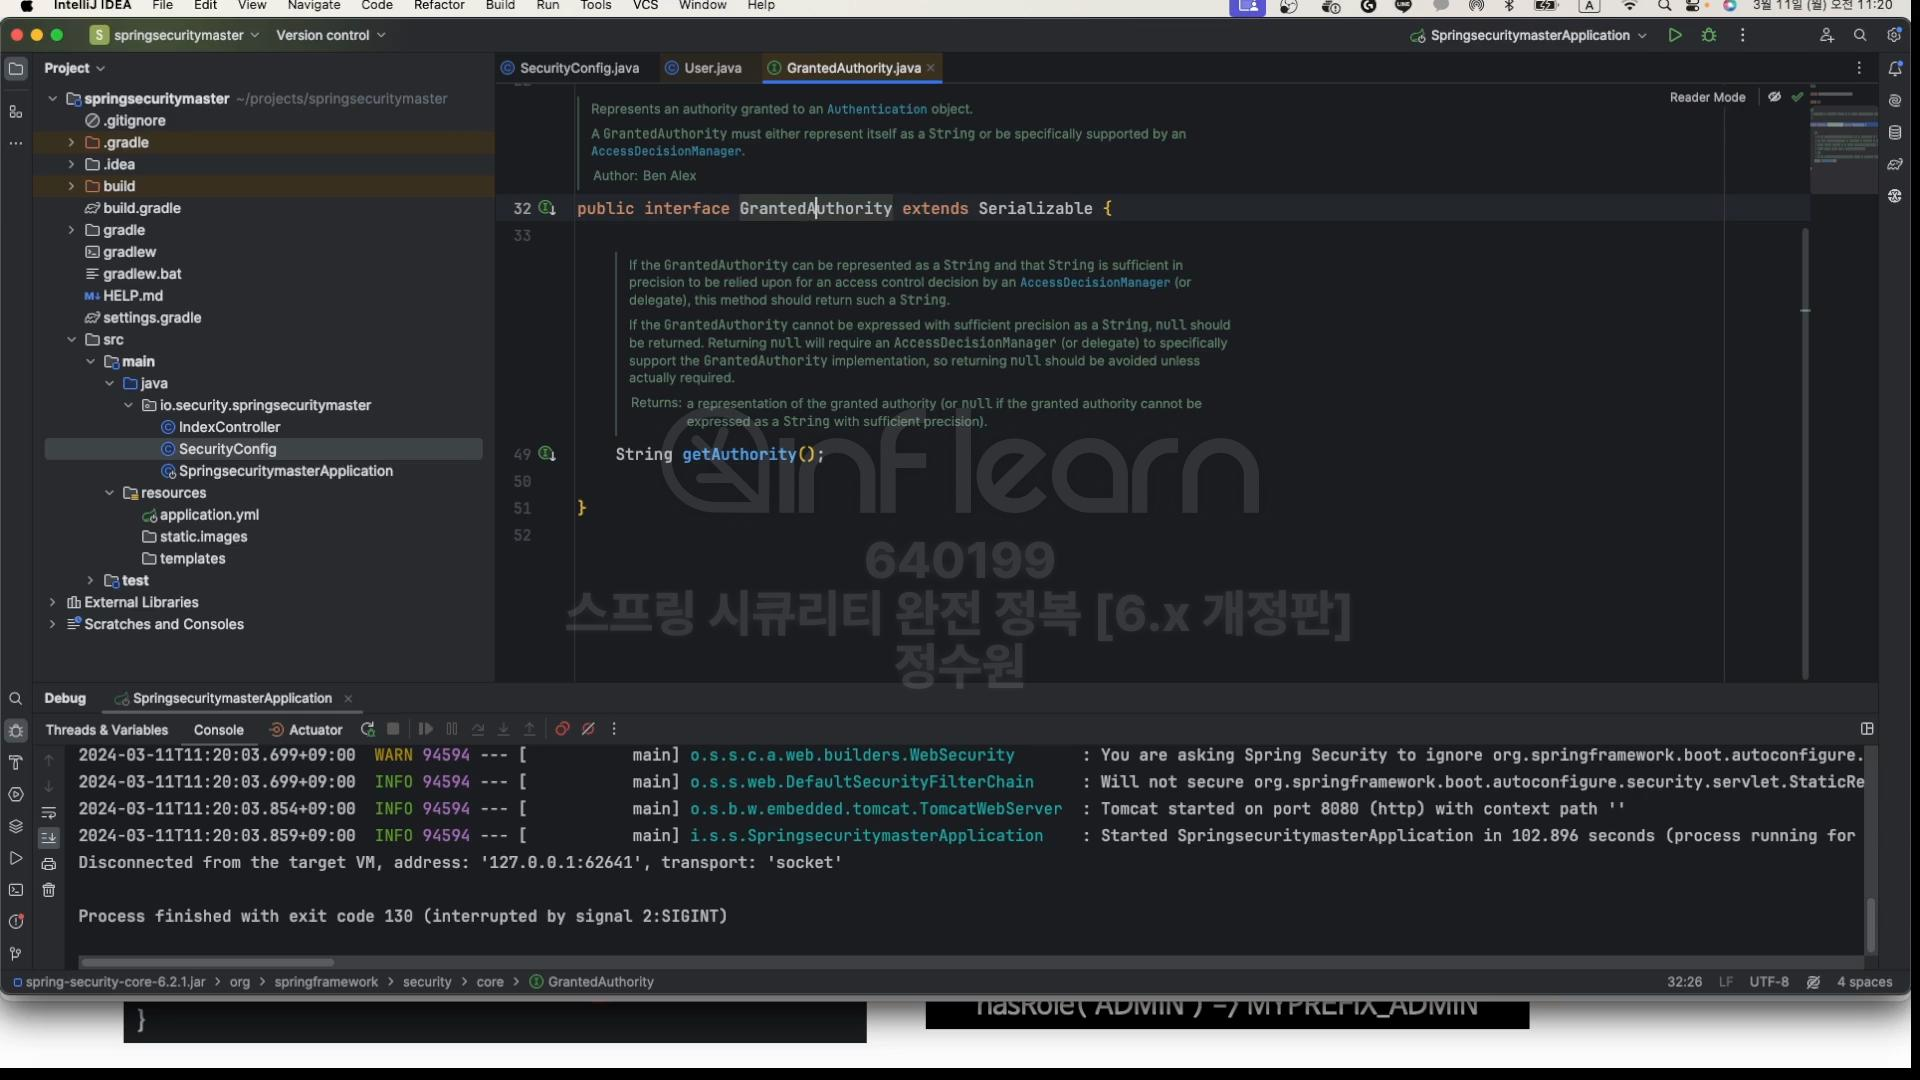 IntelliJ IDEA File Edit View Navigate Code Refactor Build Run Tools VCS Window Help A 3월 11일 (월) 오전 11:20
S springsecuritymaster Version control SpringsecuritymasterApplication
Project SecurityConfig.java User.java GrantedAuthority.java
Reader Mode
springsecuritymaster ~/projects/springsecuritymaster
.gitignore
.gradle
.idea
build
build.gradle
gradle
gradlew
gradlew.bat
M↓ HELP.md
settings.gradle
src
main
java
io.security.springsecuritymaster
IndexController
SecurityConfig
SpringsecuritymasterApplication
resources
application.yml
static.images
templates
test
External Libraries
Scratches and Consoles
Represents an authority granted to an Authentication object.
A GrantedAuthority must either represent itself as a String or be specifically supported by an
AccessDecisionManager.
Author: Ben Alex
32 public interface GrantedAuthority extends Serializable {
33
If the GrantedAuthority can be represented as a String and that String is sufficient in
precision to be relied upon for an access control decision by an AccessDecisionManager (or
delegate), this method should return such a String.
If the GrantedAuthority cannot be expressed with sufficient precision as a String, null should
be returned. Returning null will require an AccessDecisionManager (or delegate) to specifically
support the GrantedAuthority implementation, so returning null should be avoided unless
actually required.
Returns: a representation of the granted authority (or null if the granted authority cannot be
expressed as a String with sufficient precision).
49 String getAuthority();
50
51 }
52
inflearn
640199
스프링 시큐리티 완전 정복 [6.x 개정판]
정수원
Debug SpringsecuritymasterApplication
Threads & Variables Console Actuator
2024-03-11T11:20:03.699+09:00 WARN 94594 --- [ main] o.s.s.c.a.web.builders.WebSecurity : You are asking Spring Security to ignore org.springframework.boot.autoconfigure.
2024-03-11T11:20:03.699+09:00 INFO 94594 --- [ main] o.s.s.web.DefaultSecurityFilterChain : Will not secure org.springframework.boot.autoconfigure.security.servlet.StaticRe
2024-03-11T11:20:03.854+09:00 INFO 94594 --- [ main] o.s.b.w.embedded.tomcat.TomcatWebServer : Tomcat started on port 8080 (http) with context path ''
2024-03-11T11:20:03.859+09:00 INFO 94594 --- [ main] i.s.s.SpringsecuritymasterApplication : Started SpringsecuritymasterApplication in 102.896 seconds (process running for
Disconnected from the target VM, address: '127.0.0.1:62641', transport: 'socket'
Process finished with exit code 130 (interrupted by signal 2:SIGINT)
spring-security-core-6.2.1.jar > org > springframework > security > core > GrantedAuthority 32:26 LF UTF-8 4 spaces
} hasRole("ADMIN") => MYPREFIX_ADMIN